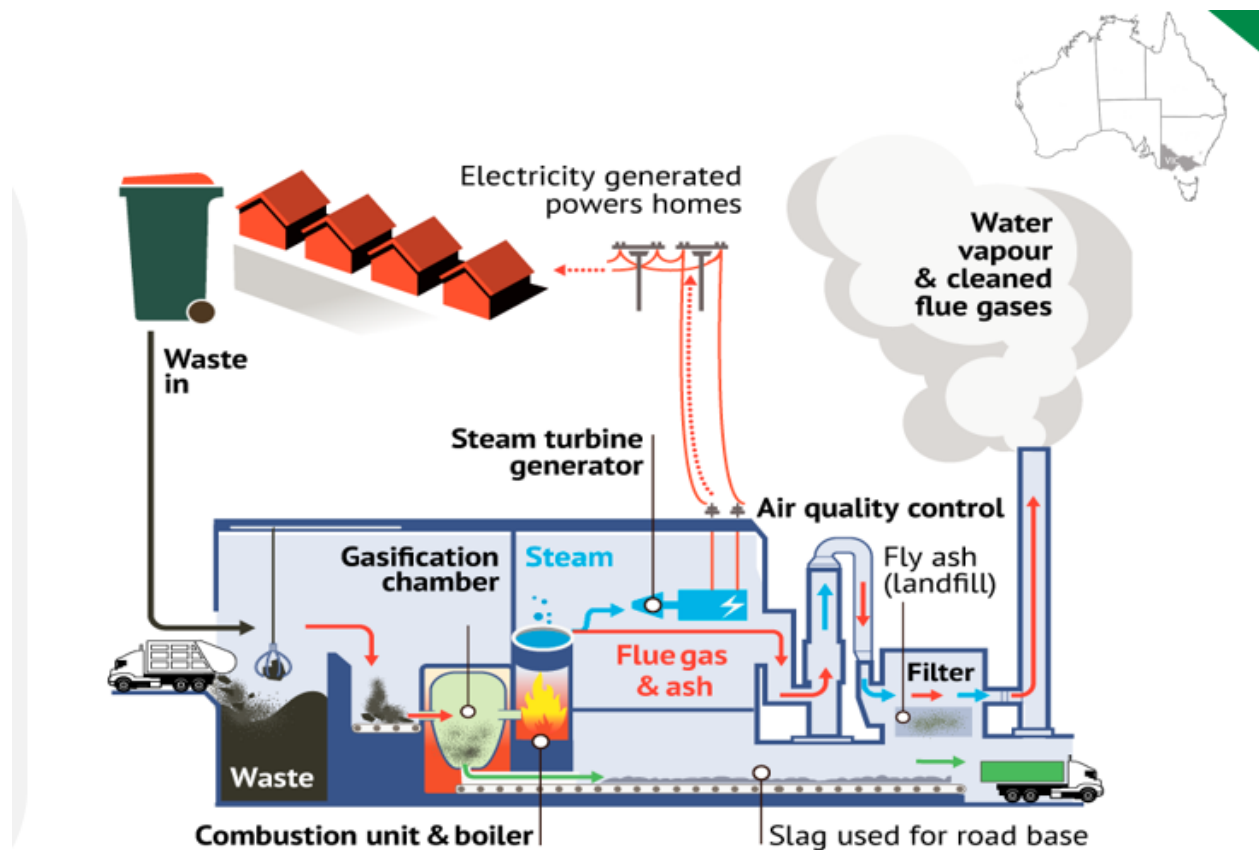 Electricity generated
powers homes
Water
vapour
& cleaned
flue gases
Waste
in
Steam turbine
generator
Air quality control
Gasification
chamber
Steam
Fly ash
(landfill)
Flue gas
& ash
Filter
Waste
Combustion unit & boiler
Slag used for road base